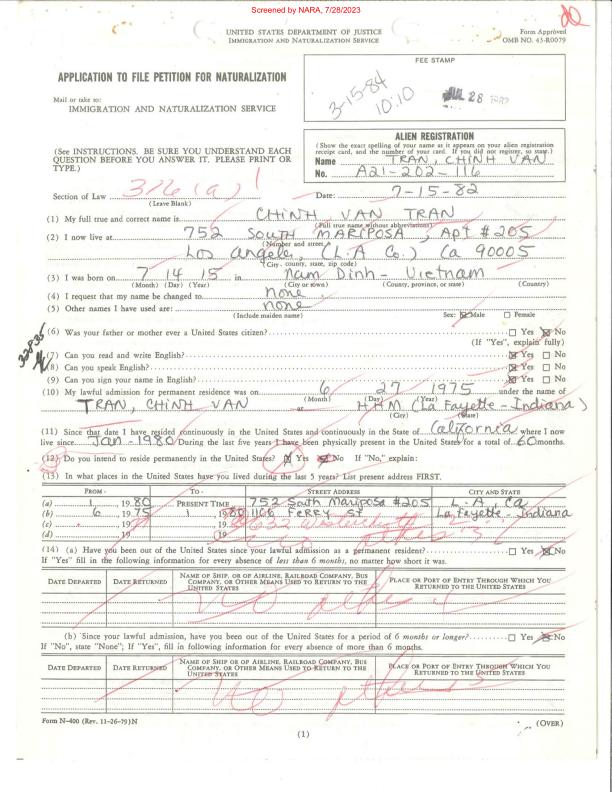 Screened by NARA, 7/28/2023
UNITED STATES DEPARTMENT OF JUSTICE
IMMIGRATION AND NATURALIZATION SERVICE
Form Approved
OMB NO. 43-R0079
FEE STAMP
3-15-84
10:10
JUL 28 1982
APPLICATION TO FILE PETITION FOR NATURALIZATION
Mail or take to:
IMMIGRATION AND NATURALIZATION SERVICE
(See INSTRUCTIONS. BE SURE YOU UNDERSTAND EACH QUESTION BEFORE YOU ANSWER IT. PLEASE PRINT OR TYPE.)
ALIEN REGISTRATION
(Show the exact spelling of your name as it appears on your alien registration receipt card, and the number of your card. If you did not register, so state.)
Name TRAN, CHINH VAN
No. A21-202-116
Section of Law 316 (a)
(Leave Blank)
Date: 7-15-82
(1) My full true and correct name is CHINH VAN TRAN
(Full true name without abbreviations)
(2) I now live at 752 SOUTH MARIPOSA, Apt #205
(Number and street)
Los Angeles, (L.A Co.) Ca 90005
(City, county, state, zip code)
(3) I was born on 7 14 15 in Nam Dinh - Vietnam
(Month) (Day) (Year) (City or town) (County, province, or state) (Country)
(4) I request that my name be changed to none
(5) Other names I have used are: none
(Include maiden name) Sex: ☒ Male ☐ Female
(6) Was your father or mother ever a United States citizen? ☐ Yes ☒ No
(If "Yes", explain fully)
(7) Can you read and write English? ☒ Yes ☐ No
(8) Can you speak English? ☒ Yes ☐ No
(9) Can you sign your name in English? ☒ Yes ☐ No
(10) My lawful admission for permanent residence was on 6 27 1975 under the name of
(Month) (Day) (Year)
TRAN, CHINH VAN at HHM (La Fayette - Indiana)
(City) (State)
(11) Since that date I have resided continuously in the United States and continuously in the State of California where I now
live since Jan - 1980 During the last five years I have been physically present in the United States for a total of 60 months.
(12) Do you intend to reside permanently in the United States? ☒ Yes ☒ No If "No," explain:
(13) In what places in the United States have you lived during the last 5 years? List present address FIRST.
FROM - TO - STREET ADDRESS CITY AND STATE
(a) 1, 1980 PRESENT TIME 752 South Mariposa #205 L.A, Ca
(b) 6, 1975 1, 1980 1106 FERRY St La Fayette - Indiana
(c) , 19 , 19
(d) , 19 , 19
(14) (a) Have you been out of the United States since your lawful admission as a permanent resident? ☐ Yes ☒ No
If "Yes" fill in the following information for every absence of less than 6 months, no matter how short it was.
DATE DEPARTED DATE RETURNED NAME OF SHIP, OR OF AIRLINE, RAILROAD COMPANY, BUS COMPANY, OR OTHER MEANS USED TO RETURN TO THE UNITED STATES PLACE OR PORT OF ENTRY THROUGH WHICH YOU RETURNED TO THE UNITED STATES
(b) Since your lawful admission, have you been out of the United States for a period of 6 months or longer? ☐ Yes ☒ No
If "No", state "None"; If "Yes", fill in following information for every absence of more than 6 months.
DATE DEPARTED DATE RETURNED NAME OF SHIP OR OF AIRLINE, RAILROAD COMPANY, BUS COMPANY, OR OTHER MEANS USED TO RETURN TO THE UNITED STATES PLACE OR PORT OF ENTRY THROUGH WHICH YOU RETURNED TO THE UNITED STATES
Form N-400 (Rev. 11-26-79)N
(1)
(OVER)